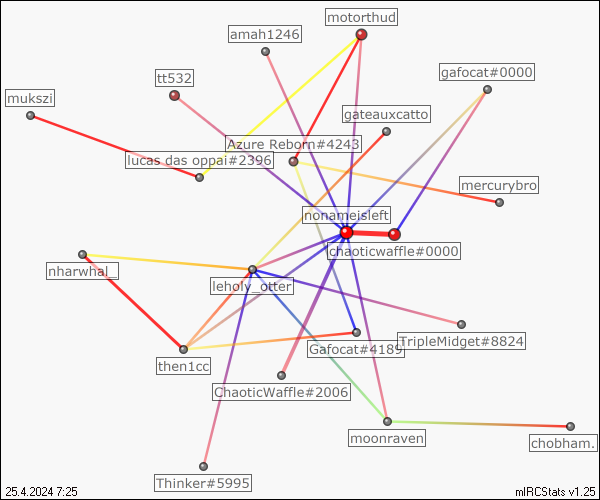 motorthud
amah1246
gafocat#0000
tt532
mukszi
gateauxcatto
Azure Reborn#4243
lucas das oppai#2396
mercurybro
nonamejsleft
chaoticwaffle#0000
nharwhal_
leholy_otter
TripleMidget#8824
Gafocat#4189
then1cc
ChaoticWaffle#2006
moonraven
chobham.
Thinker#5995
25.4.2024 7:25
mIRCStats v1.25